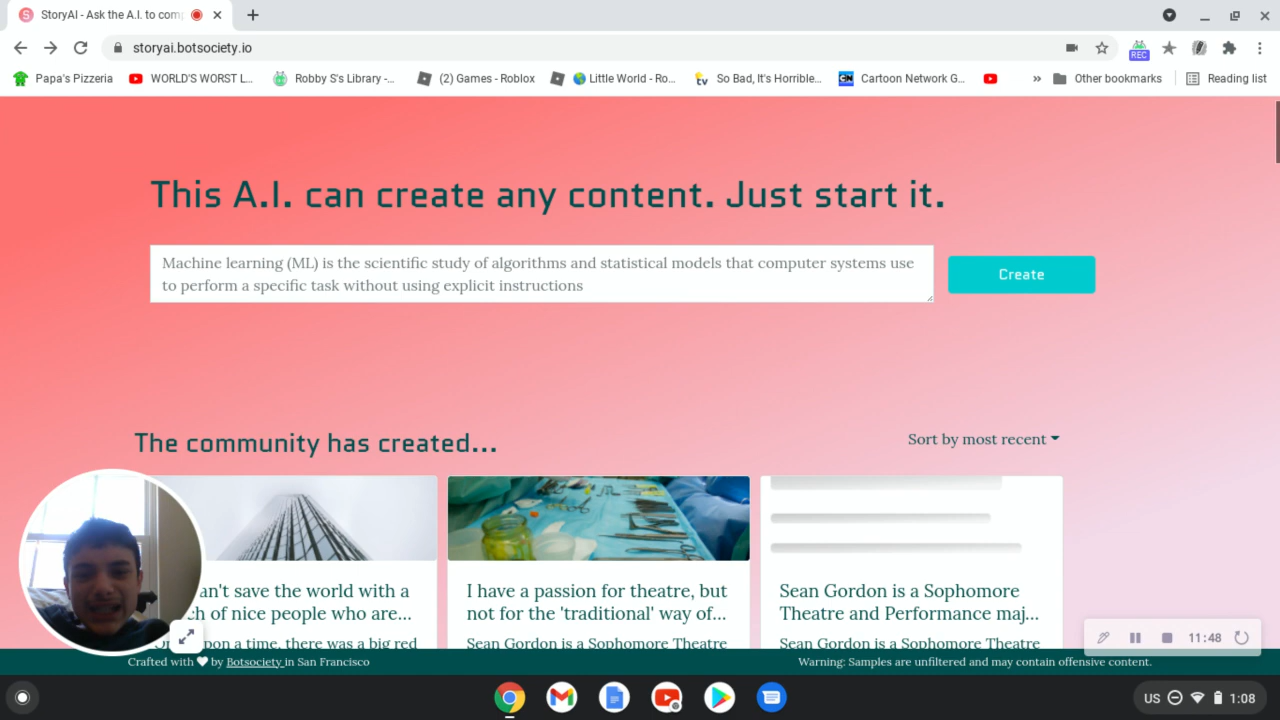 StoryAI - Ask the A.I. to com
storyai.botsociety.io
REC
Papa's Pizzeria
WORLD'S WORST L...
Robby S's Library -...
(2) Games - Roblox
Little World - Ro...
tv
So Bad, It's Horrible...
CN
Cartoon Network G...
»
Other bookmarks
Reading list
This A.I. can create any content. Just start it.
Machine learning (ML) is the scientific study of algorithms and statistical models that computer systems use
to perform a specific task without using explicit instructions
Create
The community has created...
Sort by most recent
an't save the world with a
ch of nice people who are...
upon a time, there was a big red
I have a passion for theatre, but
not for the 'traditional' way of...
Sean Gordon is a Sophomore Theatre
Sean Gordon is a Sophomore
Theatre and Performance maj...
Sean Gordon is a Sophomore Theatre
11:48
Crafted with ❤ by Botsociety in San Francisco
Warning: Samples are unfiltered and may contain offensive content.
US
1:08